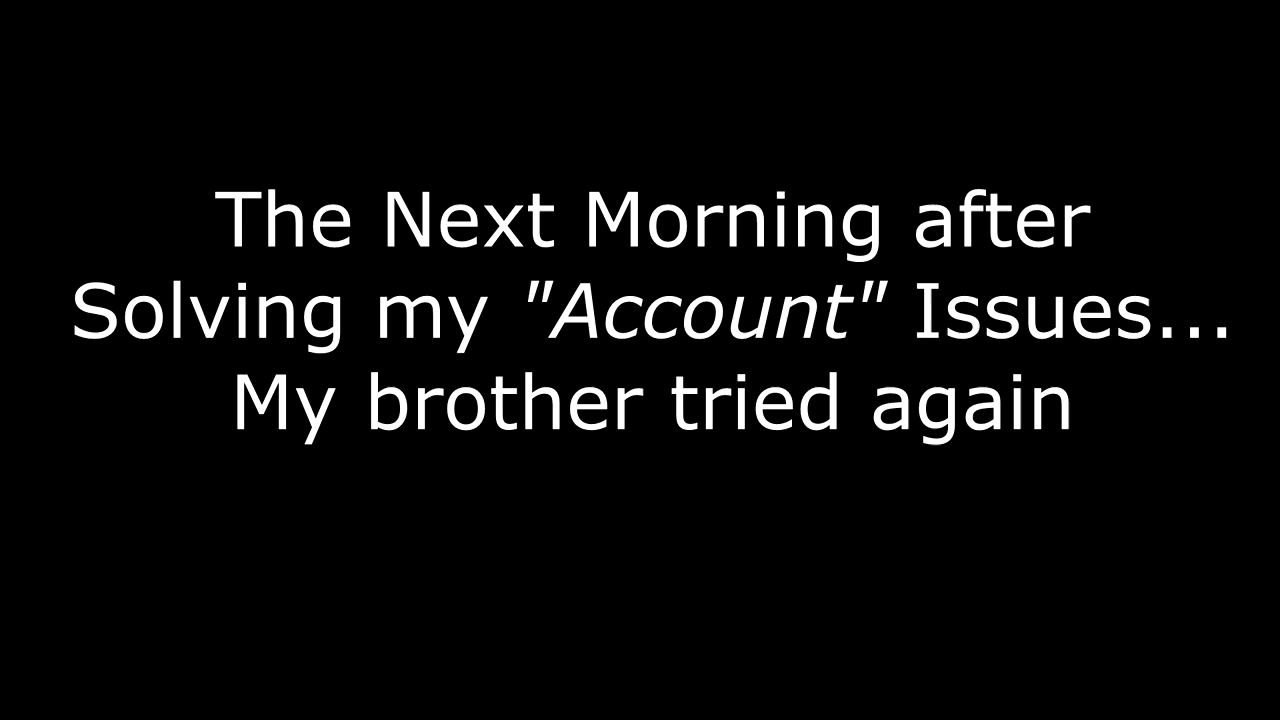 The Next Morning after
Solving my "Account" Issues...
My brother tried again